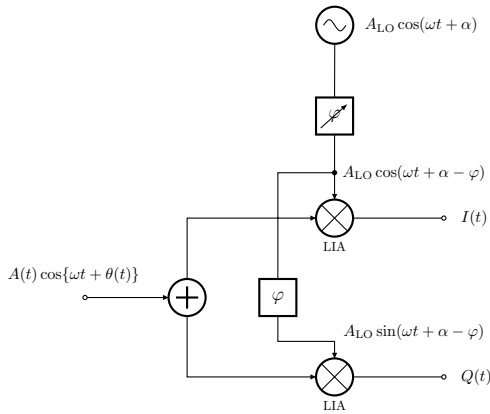 A_LO cos(ωt + α)
φ
A_LO cos(ωt + α − φ)
I(t)
LIA
A(t) cos{ωt + θ(t)}
φ
A_LO sin(ωt + α − φ)
Q(t)
LIA